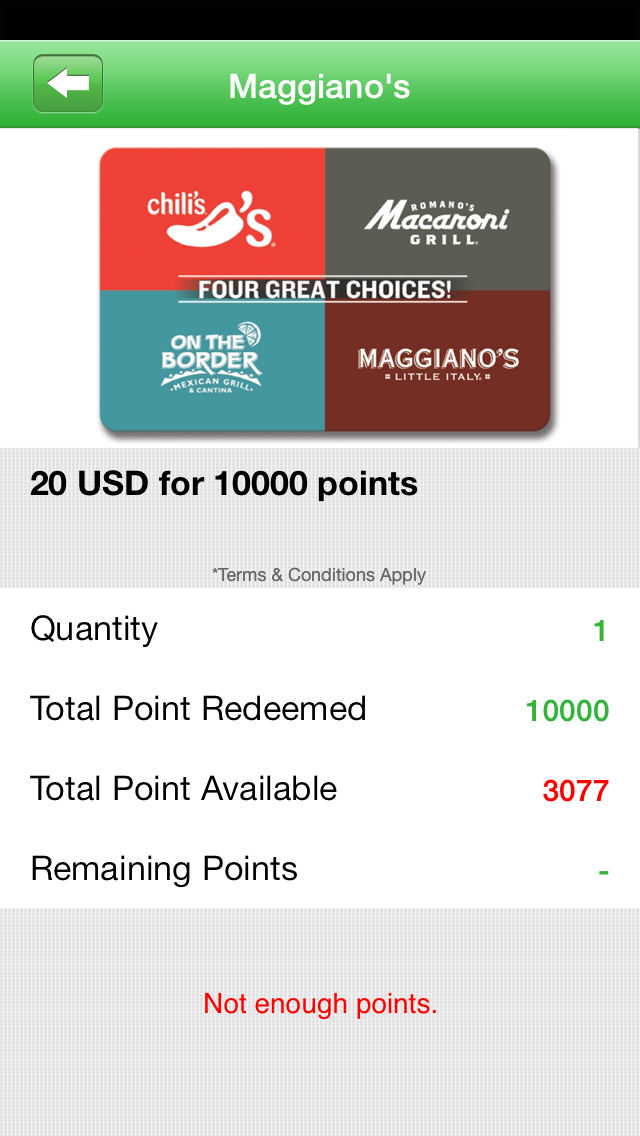 Maggiano's
chili's
ROMANO'S
Macaroni
GRILL
FOUR GREAT CHOICES!
ON THE
BORDER
MEXICAN GRILL
& CANTINA
MAGGIANO'S
LITTLE ITALY
20 USD for 10000 points
*Terms & Conditions Apply
Quantity 1
Total Point Redeemed 10000
Total Point Available 3077
Remaining Points -
Not enough points.